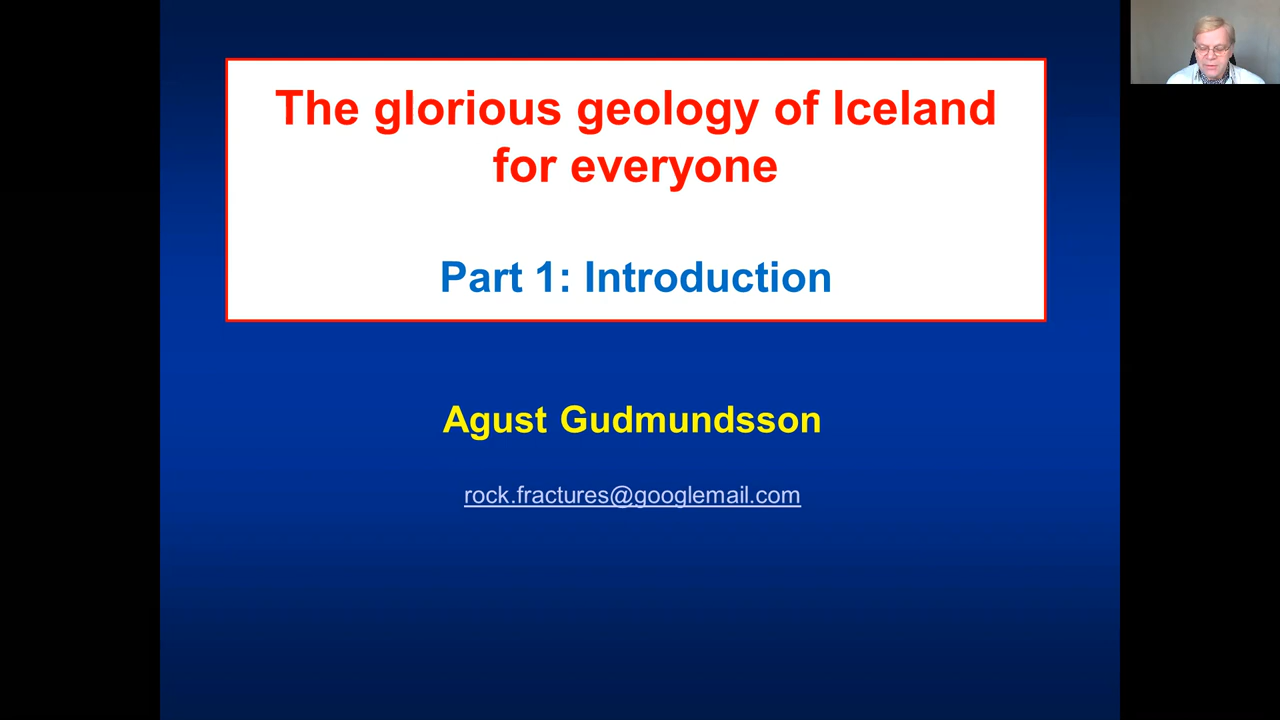 The glorious geology of Iceland
for everyone
Part 1: Introduction
Agust Gudmundsson
rock.fractures@googlemail.com